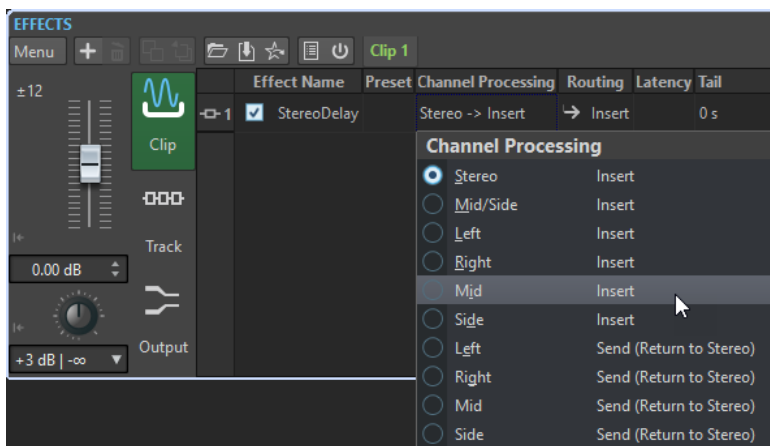 EFFECTS
Menu Clip 1
±12
Effect Name Preset Channel Processing Routing Latency Tail
1 StereoDelay Stereo -> Insert Insert 0 s
Clip
Track
0.00 dB
Output
+3 dB | -∞
Channel Processing
Stereo Insert
Mid/Side Insert
Left Insert
Right Insert
Mid Insert
Side Insert
Left Send (Return to Stereo)
Right Send (Return to Stereo)
Mid Send (Return to Stereo)
Side Send (Return to Stereo)